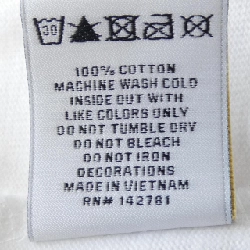 30
100% COTTON
MACHINE WASH COLD
INSIDE OUT WITH
LIKE COLORS ONLY
DO NOT TUMBLE DRY
DO NOT BLEACH
DO NOT IRON
DECORATIONS
MADE IN VIETNAM
RN# 142781